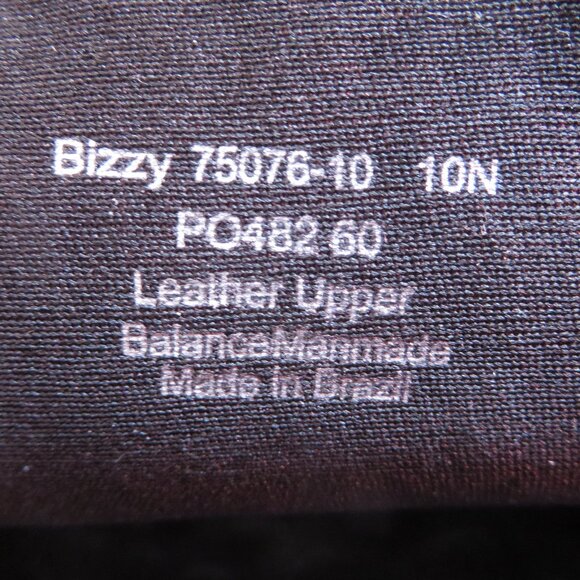 Bizzy 75076-10 10N
PO482 60
Leather Upper
BalanceManmade
Made in Brazil